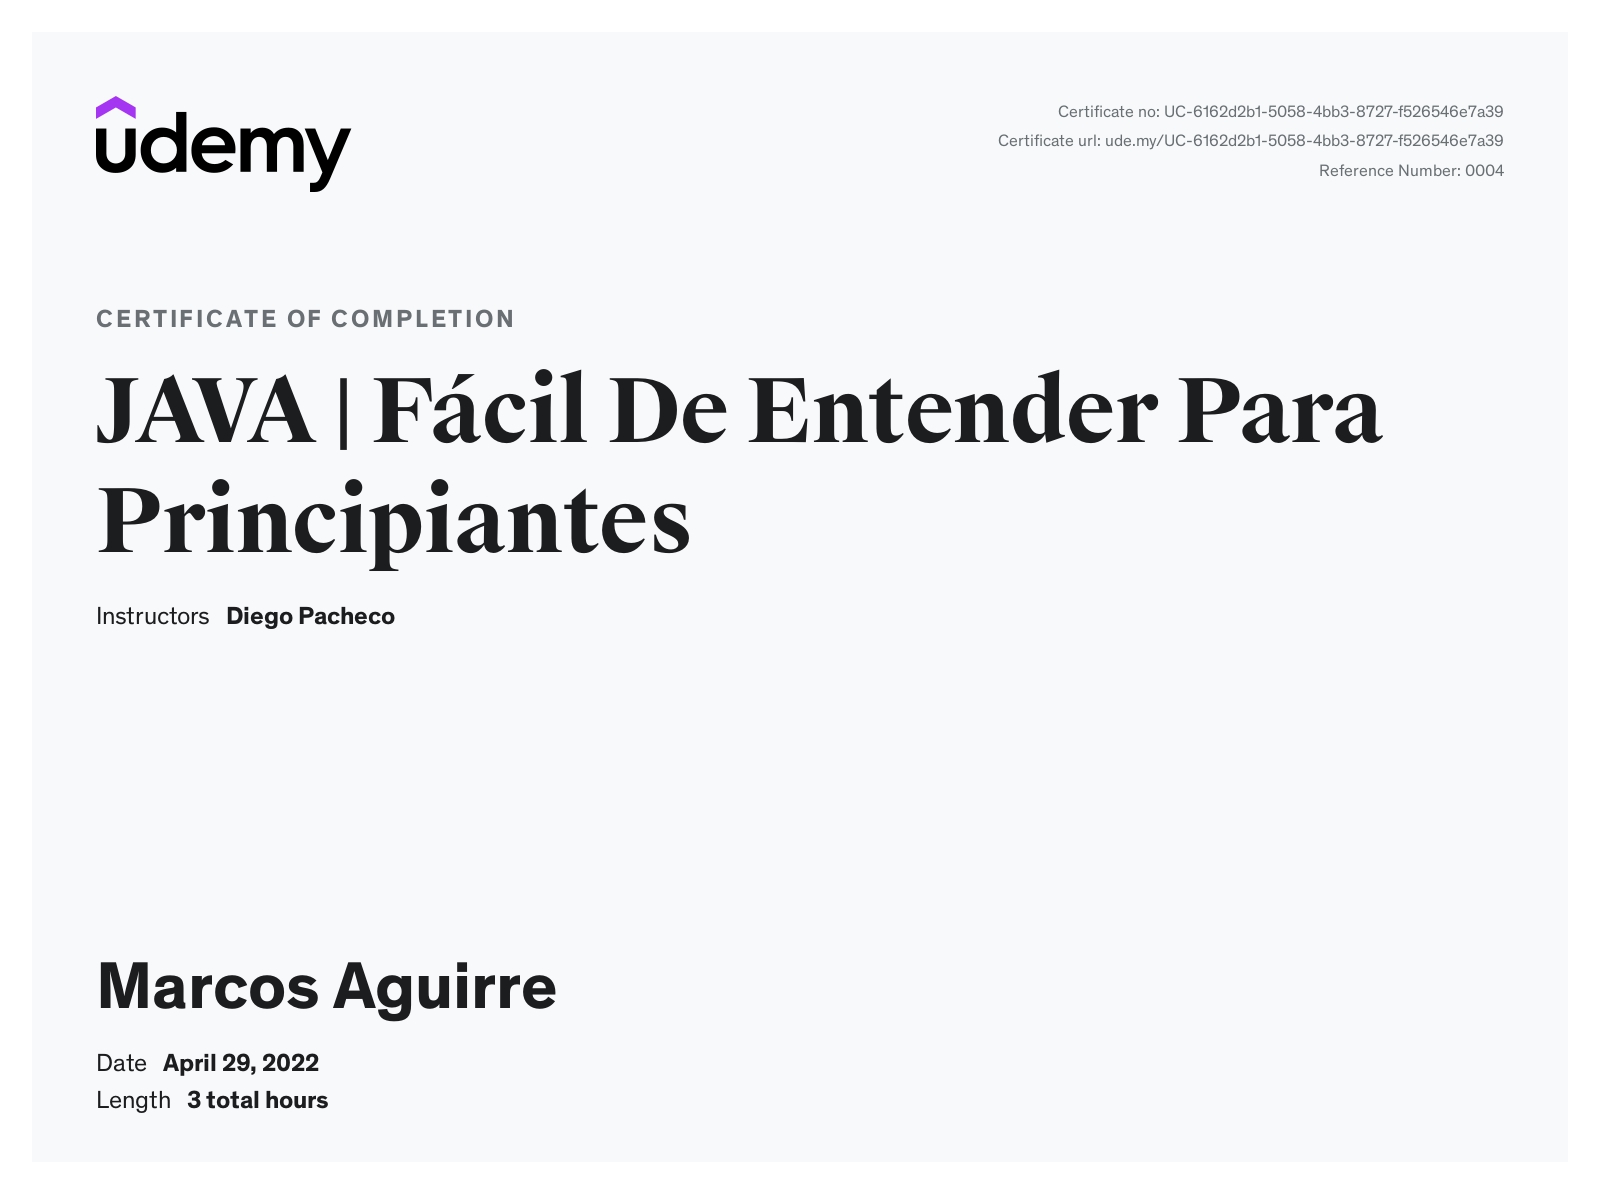 udemy
Certificate no: UC-6162d2b1-5058-4bb3-8727-f526546e7a39
Certificate url: ude.my/UC-6162d2b1-5058-4bb3-8727-f526546e7a39
Reference Number: 0004
CERTIFICATE OF COMPLETION
JAVA | Fácil De Entender Para
Principiantes
Instructors Diego Pacheco
Marcos Aguirre
Date April 29, 2022
Length 3 total hours